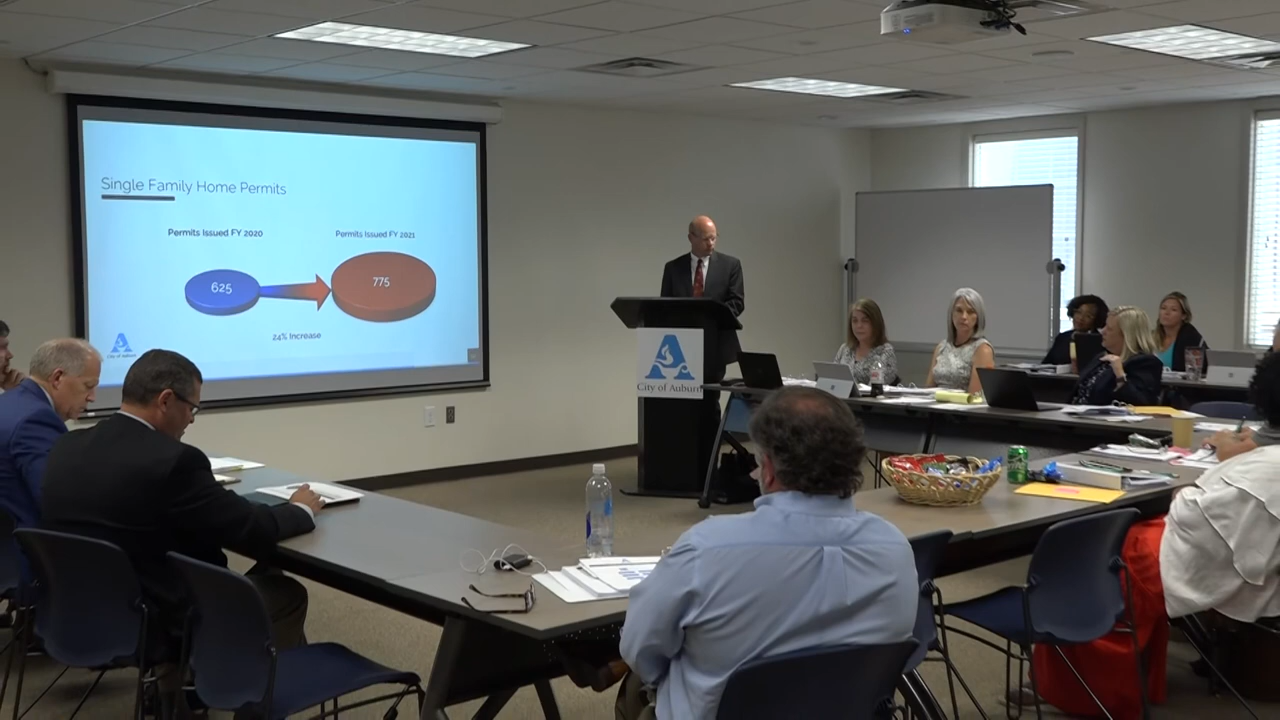 Single Family Home Permits
Permits Issued FY 2020
Permits Issued FY 2021
625
775
24% Increase
City of Auburn
City of Auburn